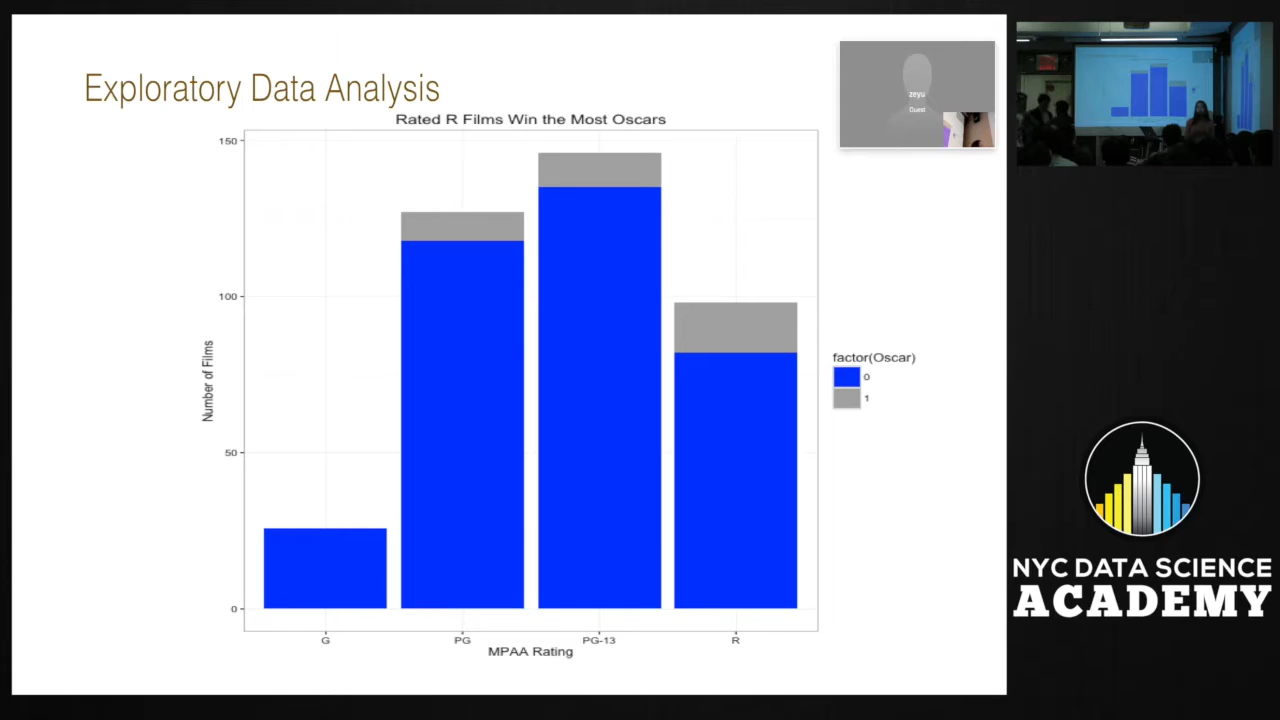 Exploratory Data Analysis
Rated R Films Win the Most Oscars
150
100
50
0
Number of Films
G
PG
PG-13
R
MPAA Rating
factor(Oscar)
0
1
zeyu
Guest
NYC DATA SCIENCE
ACADEMY